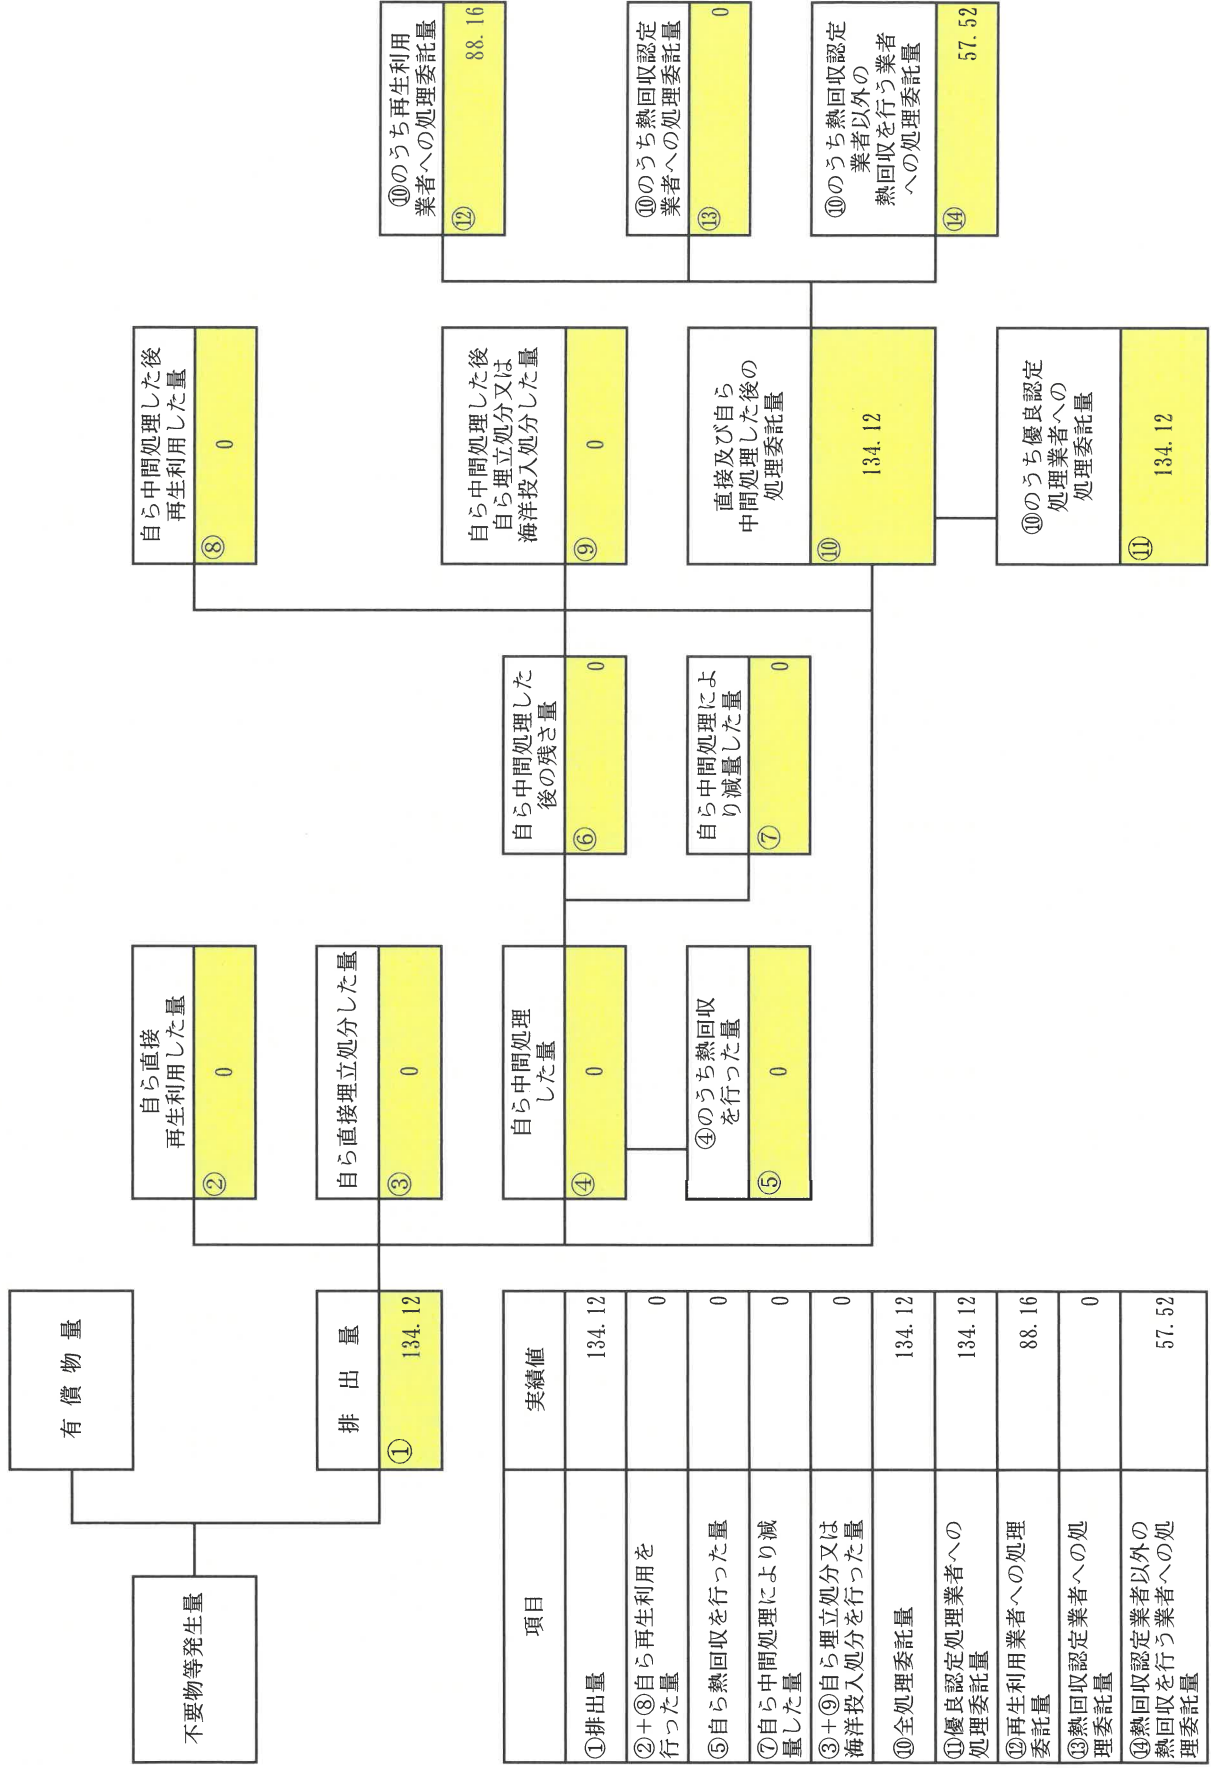 不要物等発生量
有償物量
排出量
① 134.12
自ら直接
再生利用した量
② 0
自ら直接埋立処分した量
③ 0
自ら中間処理
した量
④ 0
④のうち熱回収
を行った量
⑤ 0
自ら中間処理した
後の残さ量
⑥ 0
自ら中間処理によ
り減量した量
⑦ 0
自ら中間処理した後
再生利用した量
⑧ 0
自ら中間処理した後
自ら埋立処分又は
海洋投入処分した量
⑨ 0
直接及び自ら
中間処理した後の
処理委託量
⑩ 134.12
⑩のうち優良認定
処理業者への
処理委託量
⑪ 134.12
⑩のうち再生利用
業者への処理委託量
⑫ 88.16
⑩のうち熱回収認定
業者への処理委託量
⑬ 0
⑩のうち熱回収認定
業者以外の
熱回収を行う業者
への処理委託量
⑭ 57.52
項目 実績値
①排出量 134.12
②+⑧自ら再生利用を
行った量 0
⑤自ら熱回収を行った量 0
⑦自ら中間処理により減
量した量 0
③+⑨自ら埋立処分又は
海洋投入処分を行った量 0
⑩全処理委託量 134.12
⑪優良認定処理業者への
処理委託量 134.12
⑫再生利用業者への処理
委託量 88.16
⑬熱回収認定業者への処
理委託量 0
⑭熱回収認定業者以外の
熱回収を行う業者への処
理委託量 57.52